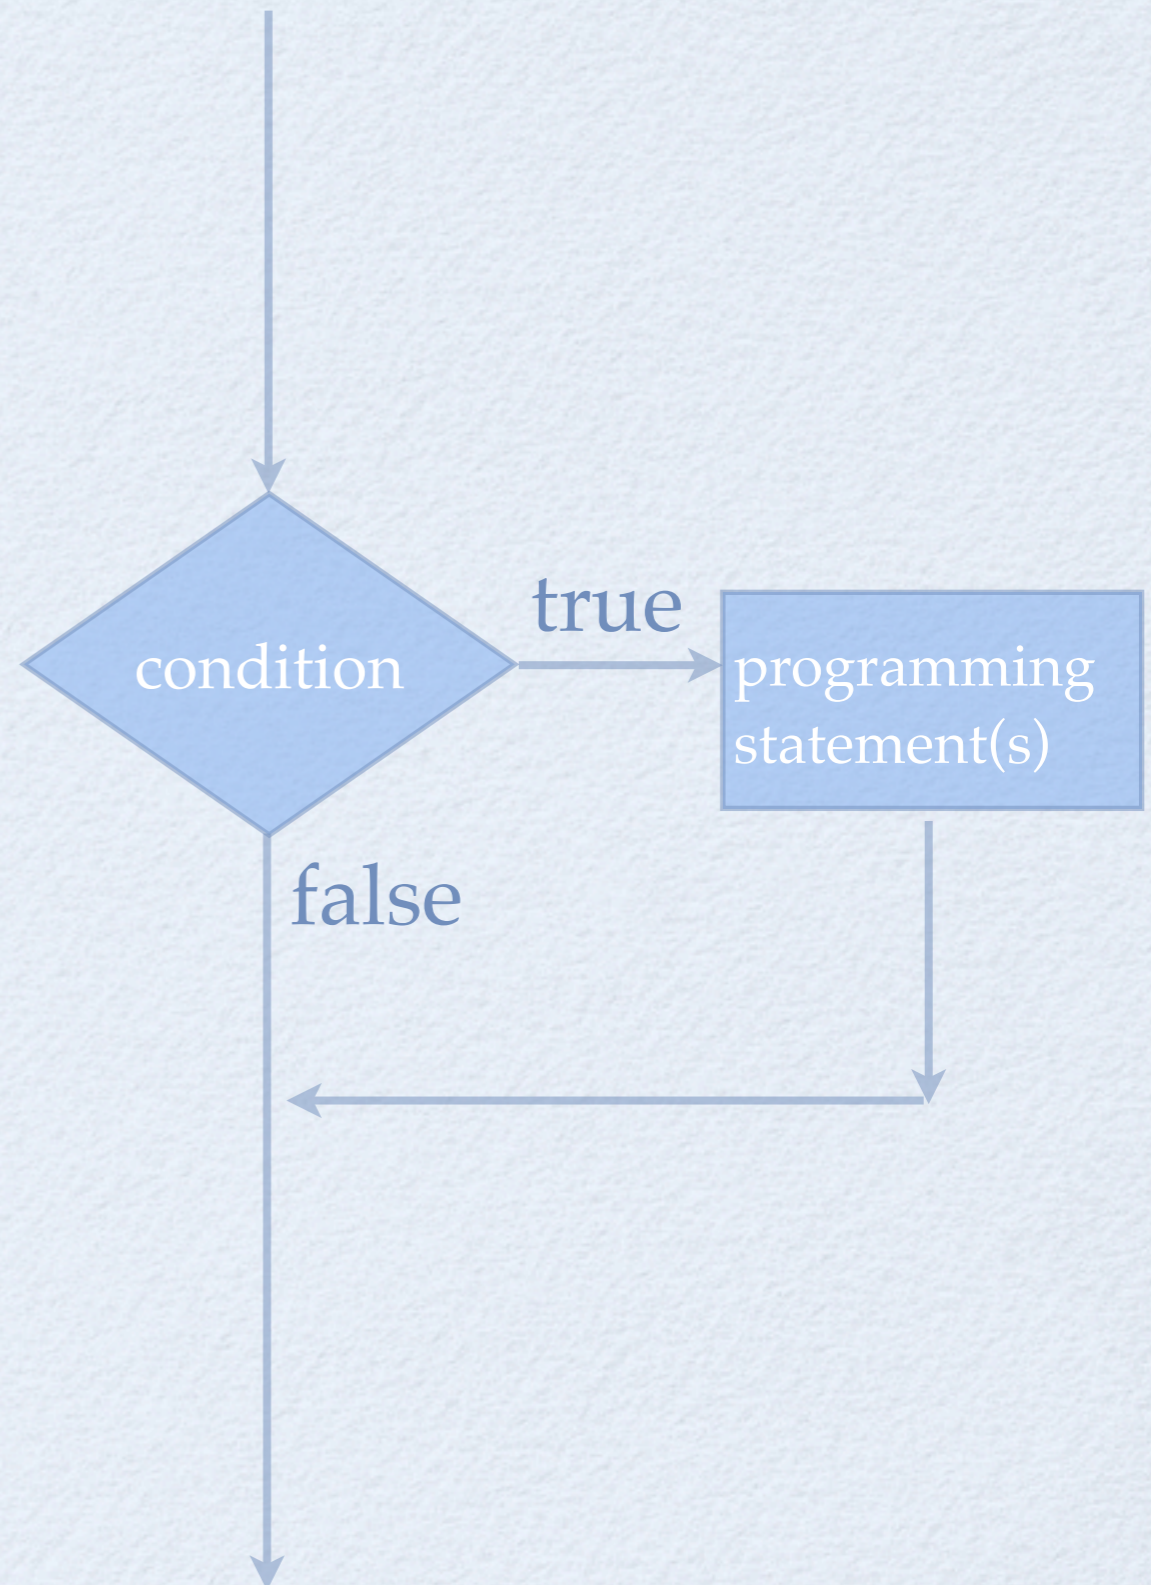 true
condition
programming
statement(s)
false